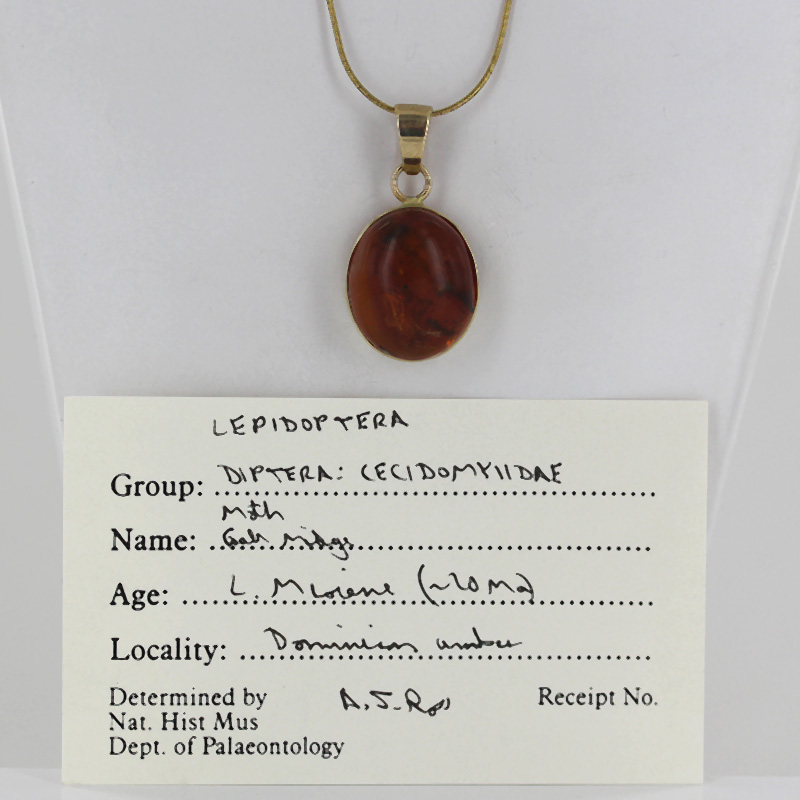 LEPIDOPTERA
Group: DIPTERA: CECIDOMYIIDAE
Moth
Name: Gall midge
Age: L. Miocene (~20 Ma)
Locality: Dominican amber
Determined by A.J. Ross Receipt No.
Nat. Hist Mus
Dept. of Palaeontology